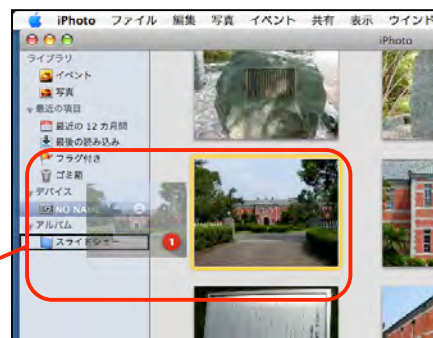 iPhoto ファイル 編集 写真 イベント 共有 表示 ウインド
iPhoto
ライブラリ
イベント
写真
最近の項目
最近の 12 カ月間
最後の読み込み
フラグ付き
ゴミ箱
デバイス
NO NAME
アルバム
スライドショー
1